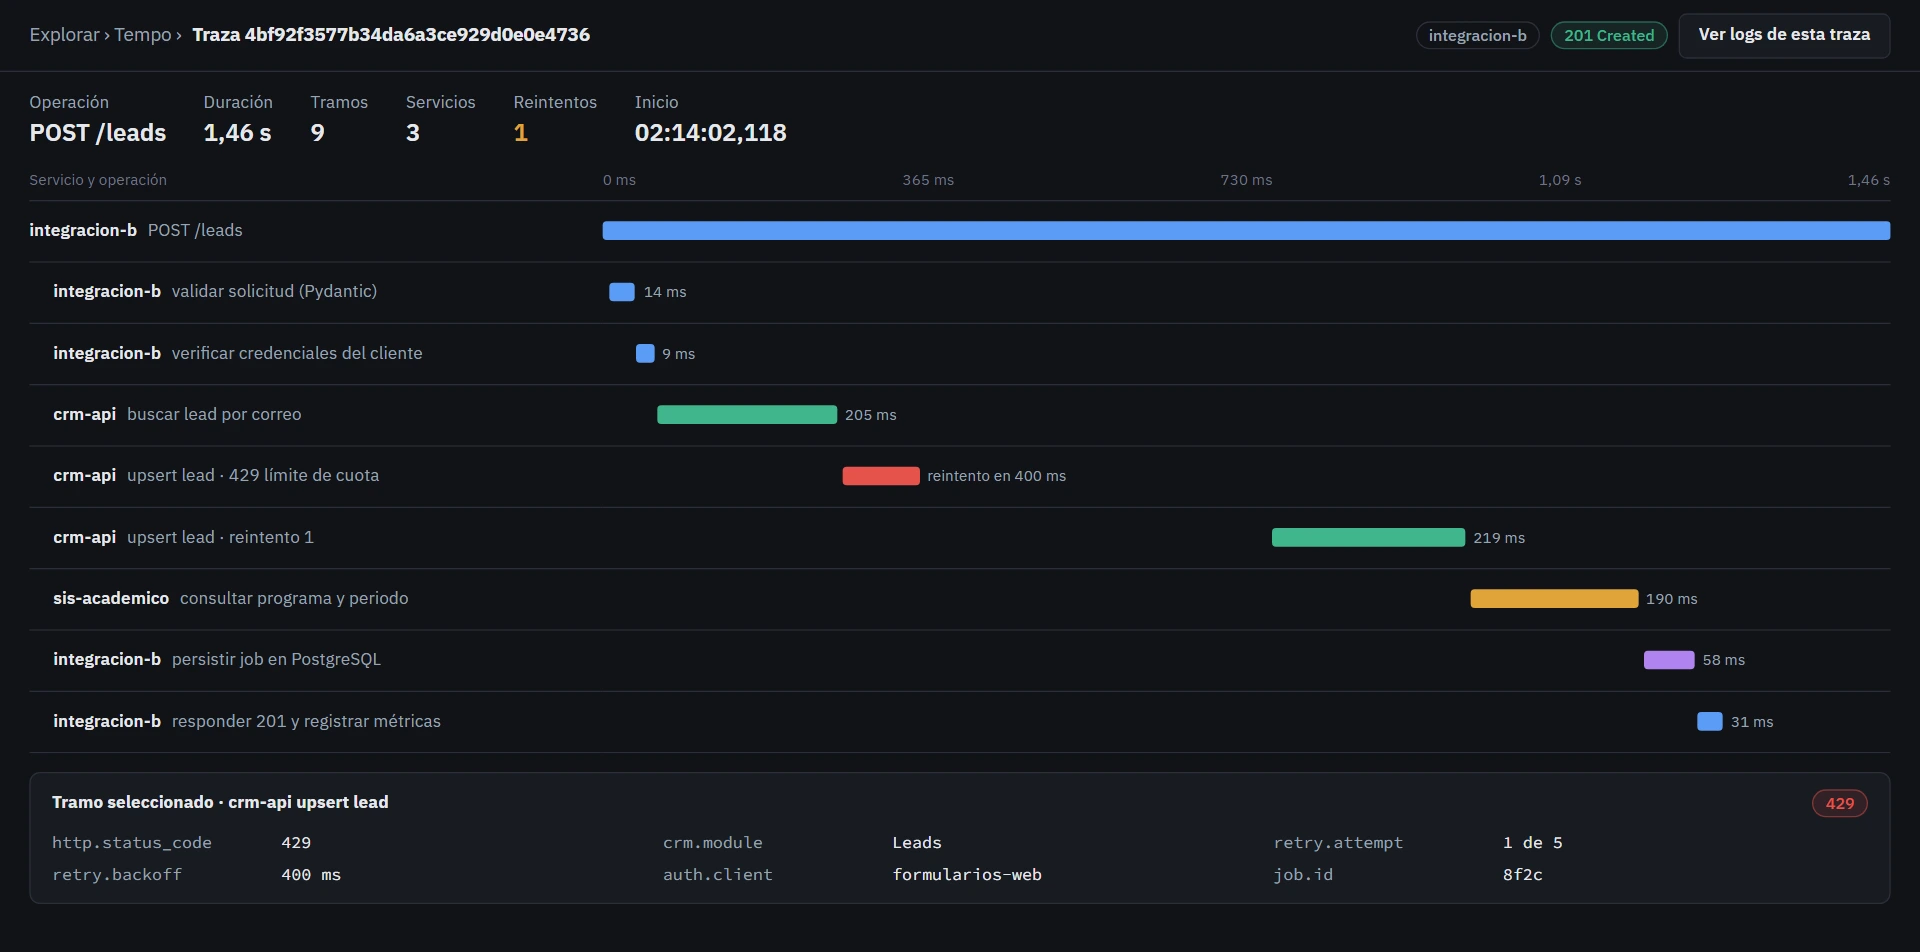 Explorar › Tempo › Traza 4bf92f3577b34da6a3ce929d0e0e4736
integracion-b
201 Created
Ver logs de esta traza
Operación Duración Tramos Servicios Reintentos Inicio
POST /leads 1,46 s 9 3 1 02:14:02,118
Servicio y operación 0 ms 365 ms 730 ms 1,09 s 1,46 s
integracion-b POST /leads
integracion-b validar solicitud (Pydantic) 14 ms
integracion-b verificar credenciales del cliente 9 ms
crm-api buscar lead por correo 205 ms
crm-api upsert lead · 429 límite de cuota reintento en 400 ms
crm-api upsert lead · reintento 1 219 ms
sis-academico consultar programa y periodo 190 ms
integracion-b persistir job en PostgreSQL 58 ms
integracion-b responder 201 y registrar métricas 31 ms
Tramo seleccionado · crm-api upsert lead 429
http.status_code 429 crm.module Leads retry.attempt 1 de 5
retry.backoff 400 ms auth.client formularios-web job.id 8f2c